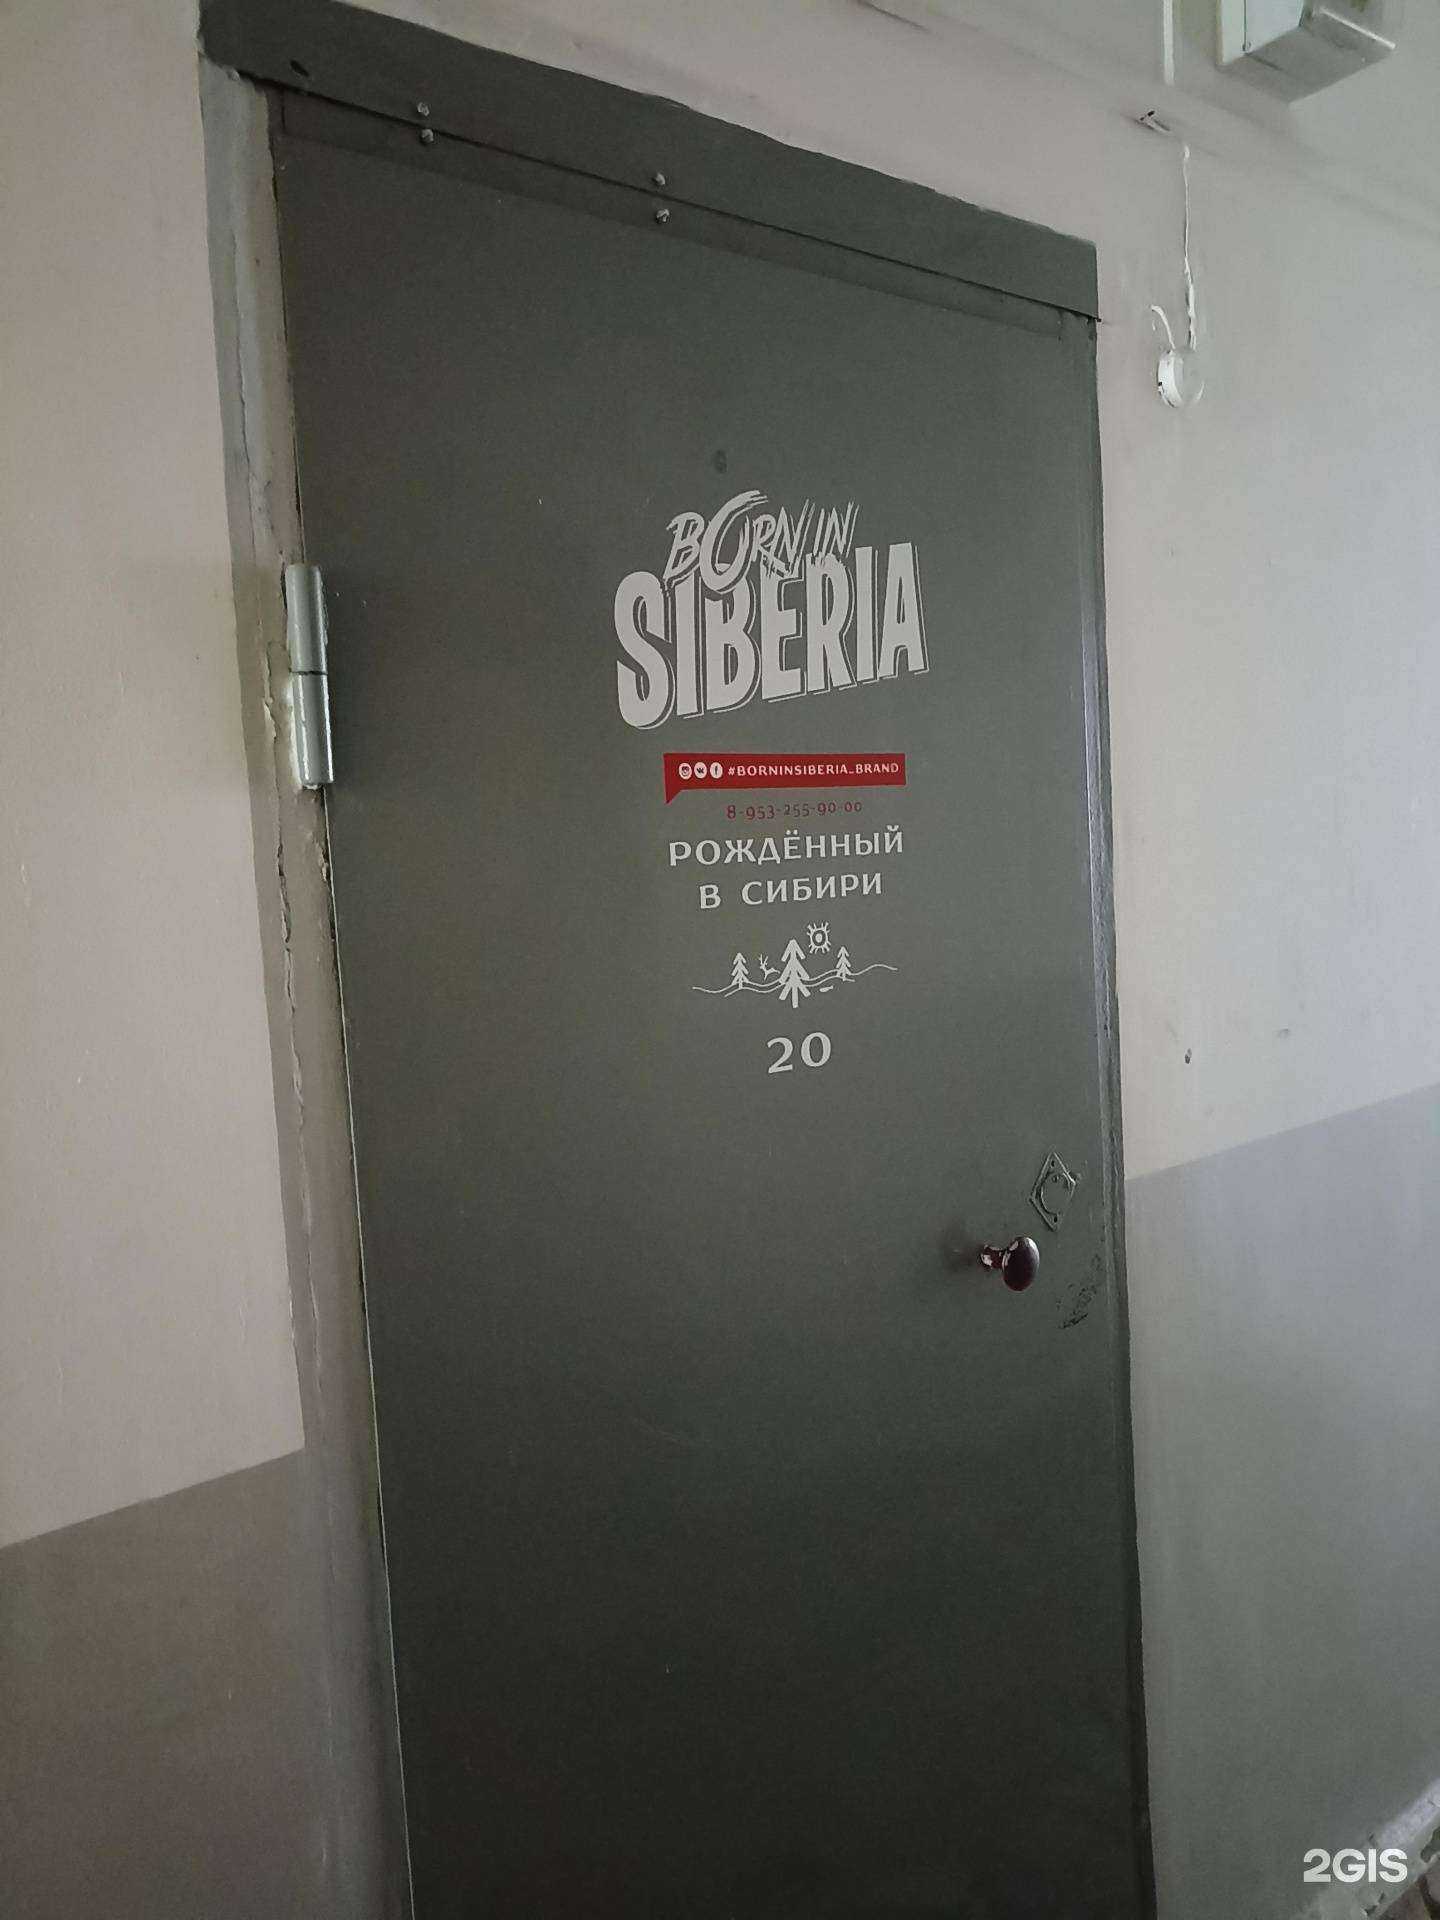 BORN IN
SIBERIA
#BORNINSIBERIA_BRAND
8-953-255-90-00
РОЖДЁННЫЙ
В СИБИРИ
20
2GIS